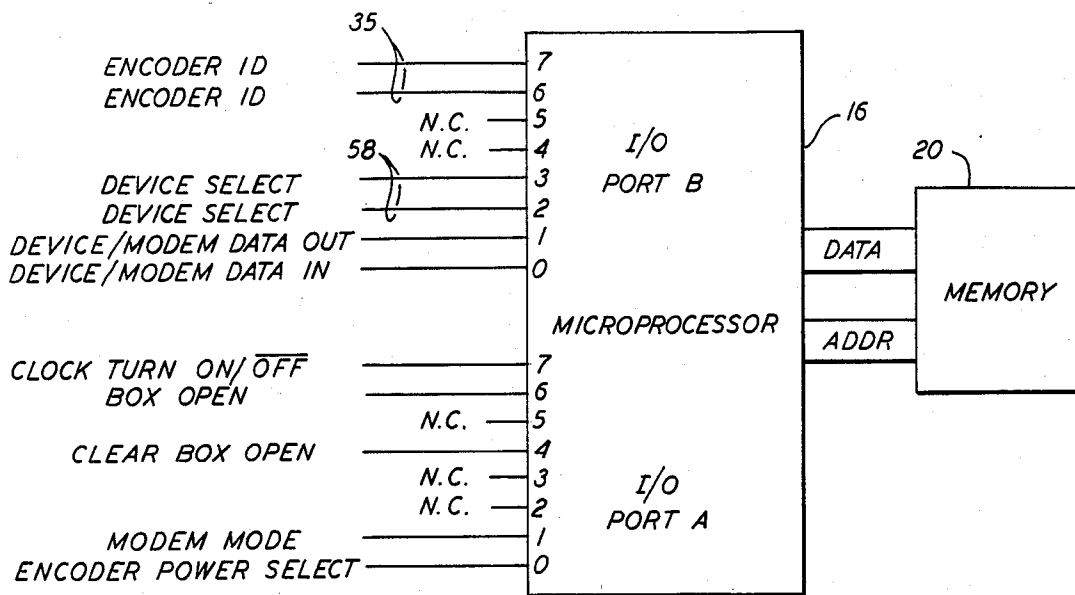 35
ENCODER ID 7
ENCODER ID 6
N.C. 5
N.C. 4
58
DEVICE SELECT 3
DEVICE SELECT 2
DEVICE/MODEM DATA OUT 1
DEVICE/MODEM DATA IN 0
I/O
PORT B
16
20
DATA
ADDR
MEMORY
MICROPROCESSOR
CLOCK TURN ON/OFF 7
BOX OPEN 6
N.C. 5
CLEAR BOX OPEN 4
N.C. 3
N.C. 2
MODEM MODE 1
ENCODER POWER SELECT 0
I/O
PORT A